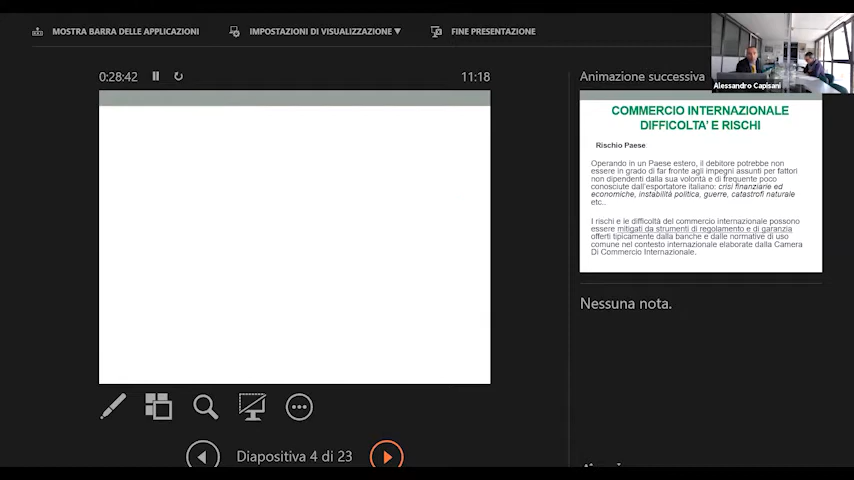 MOSTRA BARRA DELLE APPLICAZIONI
IMPOSTAZIONI DI VISUALIZZAZIONE ▼
FINE PRESENTAZIONE
Alessandro Capisani
0:28:42
11:18
Animazione successiva
COMMERCIO INTERNAZIONALE
DIFFICOLTA' E RISCHI
Rischio Paese
Operando in un Paese estero, il debitore potrebbe non
essere in grado di far fronte agli impegni assunti per fattori
non dipendenti dalla sua volontà e di frequente poco
conosciute dall'esportatore italiano: crisi finanziarie ed
economiche, instabilità politica, guerre, catastrofi naturale
etc..
I rischi e le difficoltà del commercio internazionale possono
essere mitigati da strumenti di regolamento e di garanzia
offerti tipicamente dalla banche e dalle normative di uso
comune nel contesto internazionale elaborate dalla Camera
Di Commercio Internazionale.
Nessuna nota.
Diapositiva 4 di 23